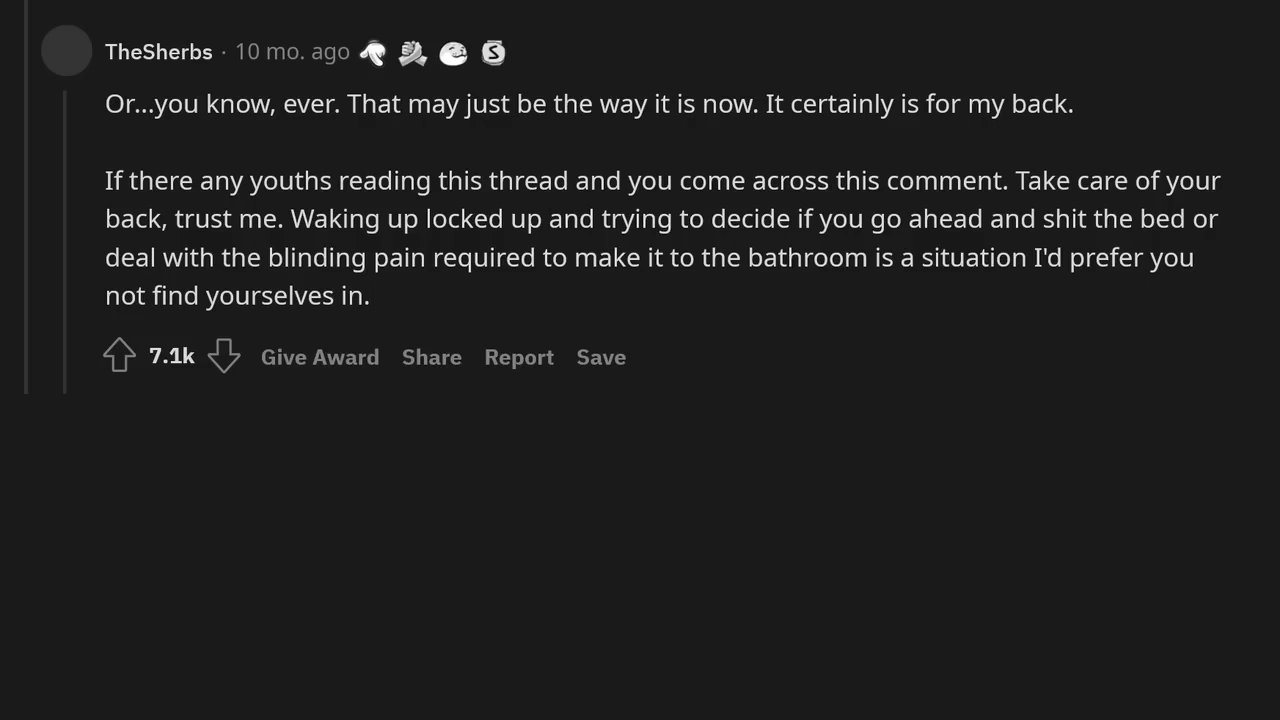 TheSherbs · 10 mo. ago
Or...you know, ever. That may just be the way it is now. It certainly is for my back.
If there any youths reading this thread and you come across this comment. Take care of your
back, trust me. Waking up locked up and trying to decide if you go ahead and shit the bed or
deal with the blinding pain required to make it to the bathroom is a situation I'd prefer you
not find yourselves in.
7.1k Give Award Share Report Save